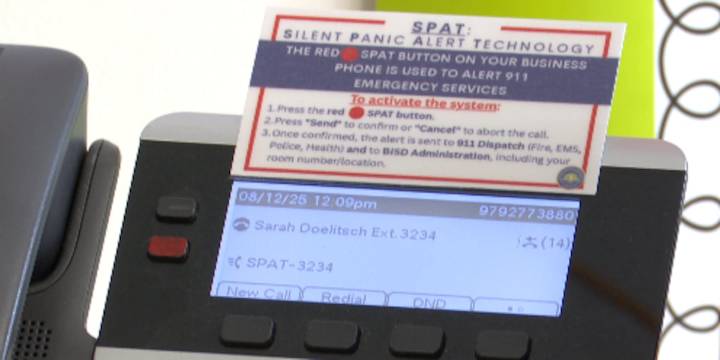 SPAT:
SILENT PANIC ALERT TECHNOLOGY
THE RED SPAT BUTTON ON YOUR BUSINESS
PHONE IS USED TO ALERT 911
EMERGENCY SERVICES
To activate the system:
1. Press the red SPAT button.
2. Press "Send" to confirm or "Cancel" to abort the call.
3. Once confirmed, the alert is sent to 911 Dispatch (Fire, EMS,
Police, Health) and to BISD Administration, including your
room number/location.
08/12/25 12:09pm 9792773880
Sarah Doelitsch Ext.3234 (14)
SPAT-3234
New Call Redial DND